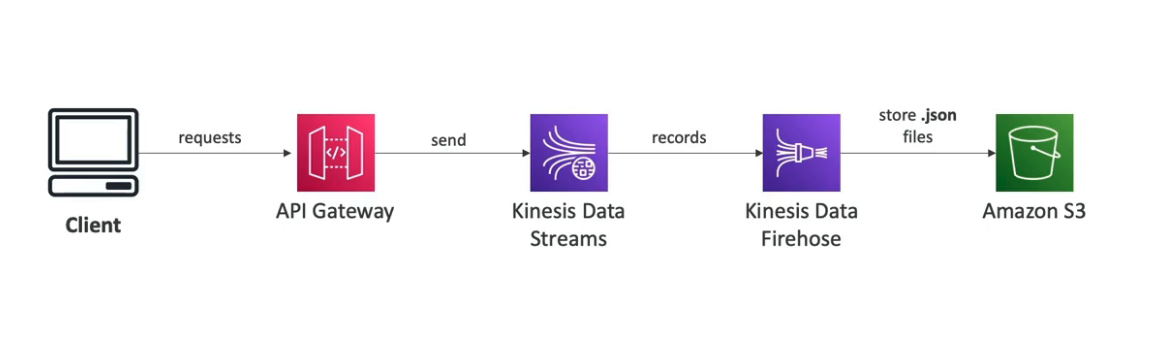 requests
send
records
store .json
files
</>
Client
API Gateway
Kinesis Data
Streams
Kinesis Data
Firehose
Amazon S3